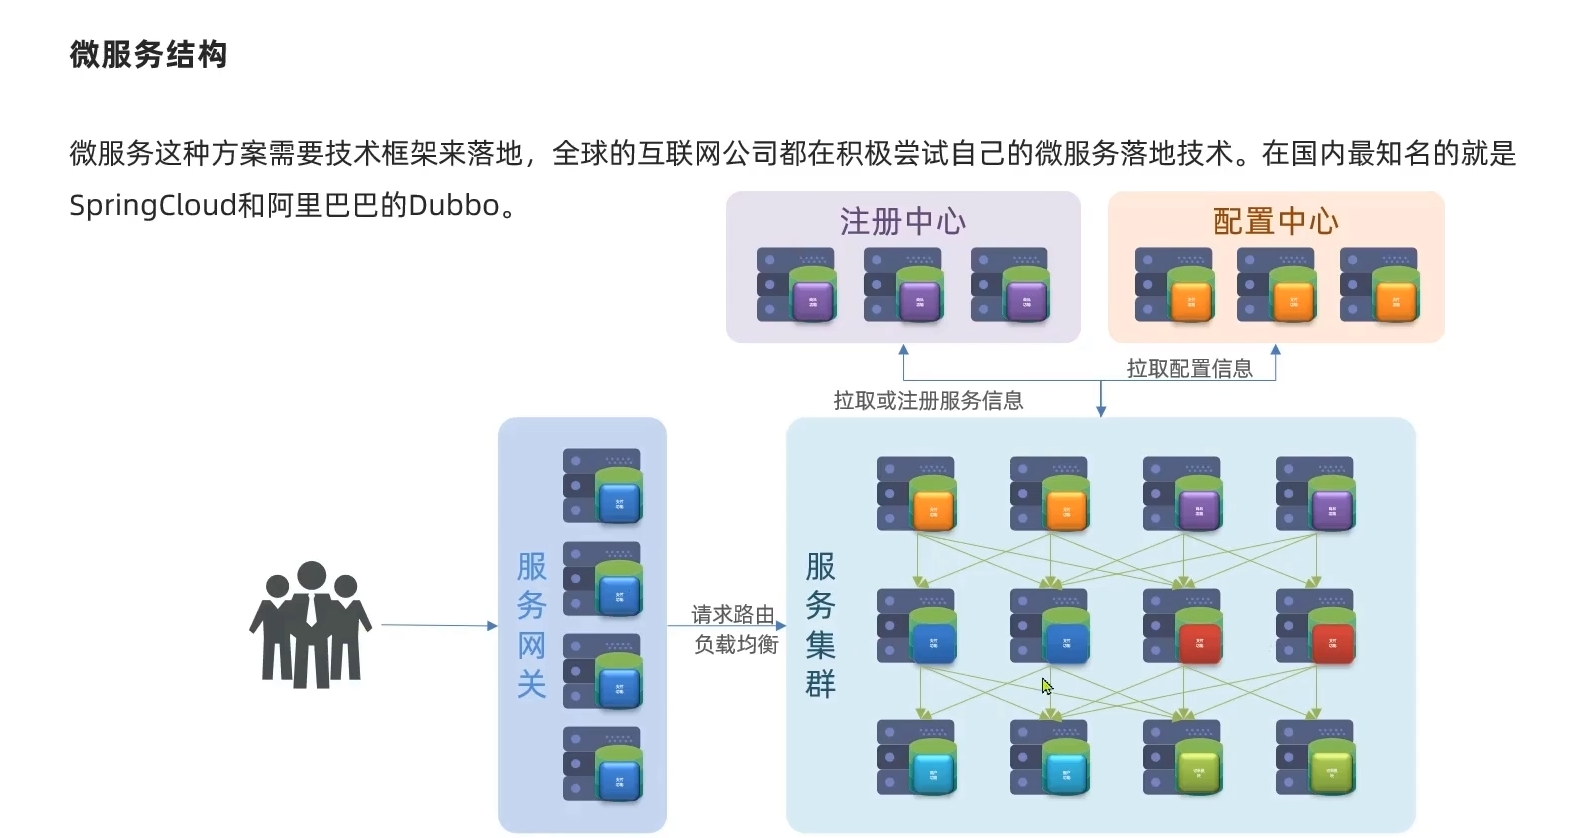 微服务结构
微服务这种方案需要技术框架来落地，全球的互联网公司都在积极尝试自己的微服务落地技术。在国内最知名的就是
SpringCloud和阿里巴巴的Dubbo。
注册中心
配置中心
拉取配置信息
拉取或注册服务信息
服务网关
请求路由
负载均衡
服务集群